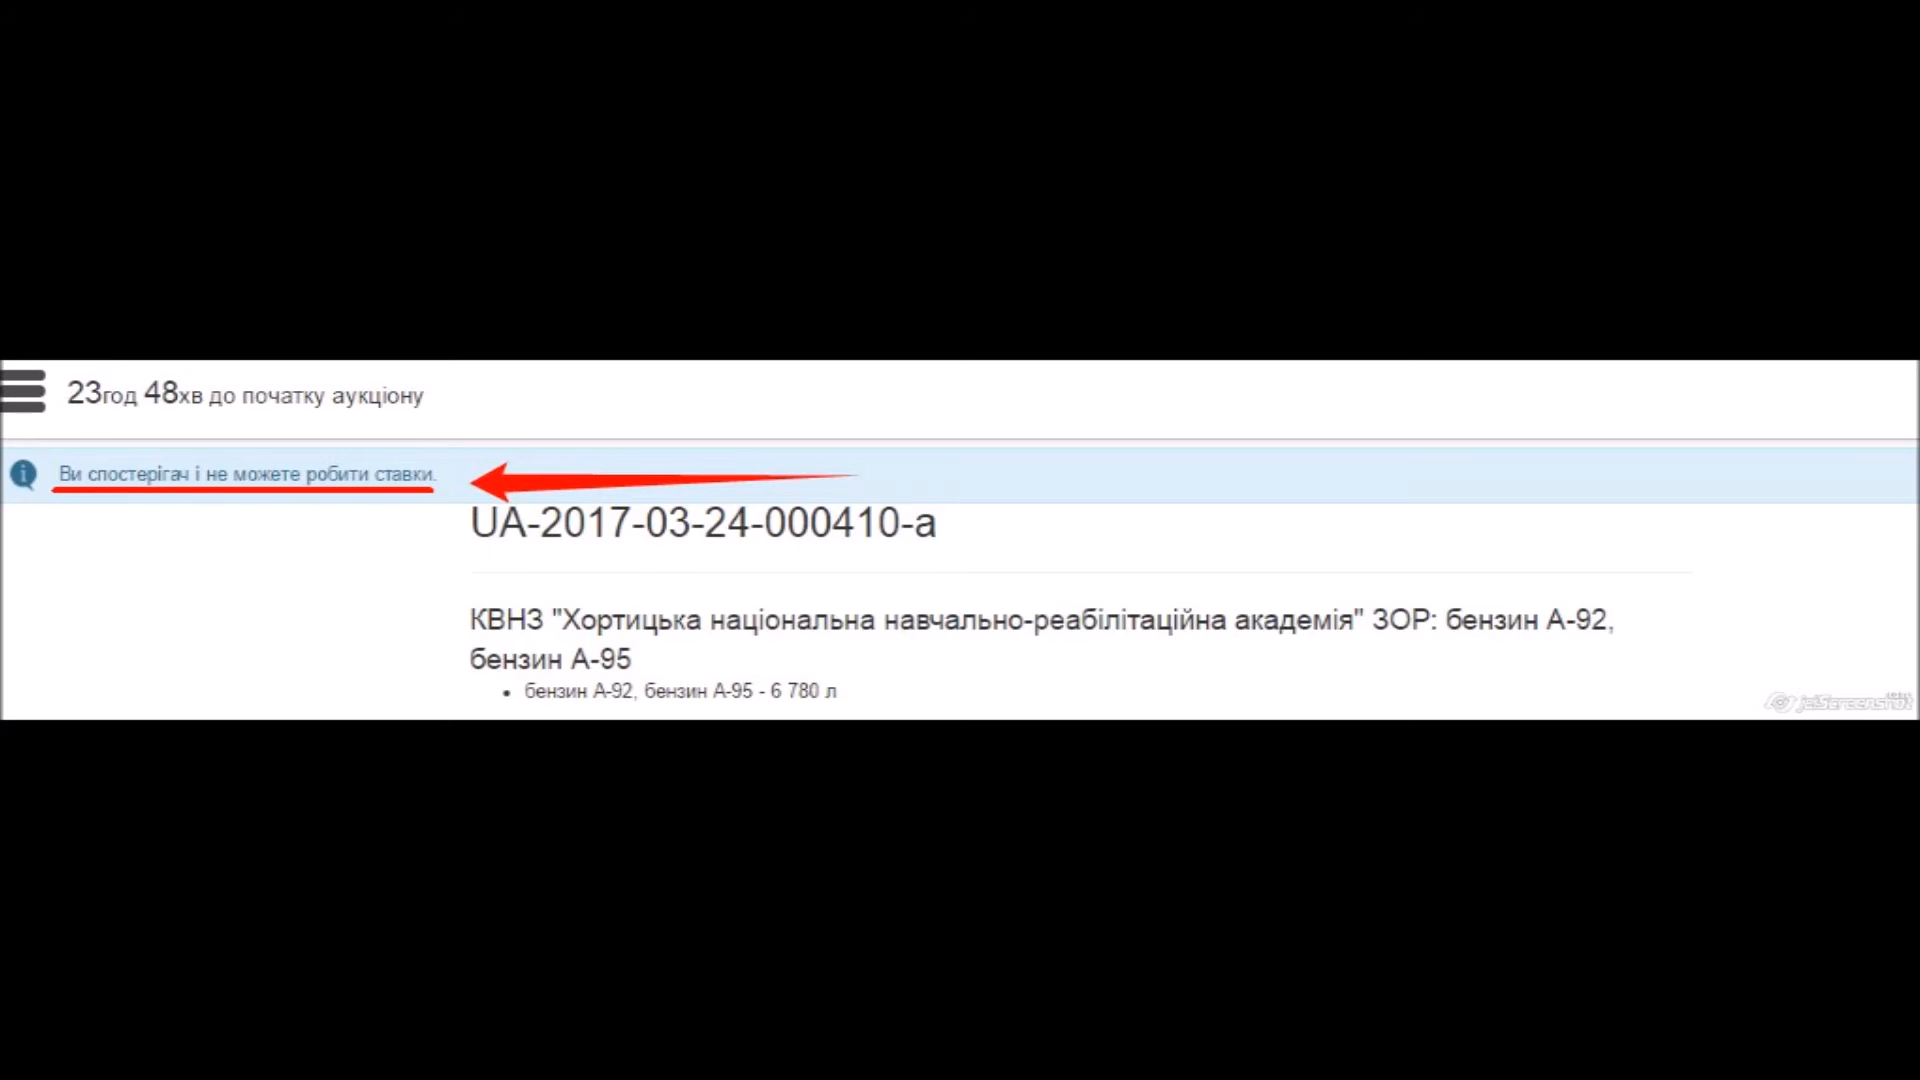 23год 48хв до початку аукціону
Ви спостерігач і не можете робити ставки.
UA-2017-03-24-000410-a
КВНЗ "Хортицька національна навчально-реабілітаційна академія" ЗОР: бензин А-92,
бензин А-95
• бензин А-92, бензин А-95 - 6 780 л
jetScreenshot